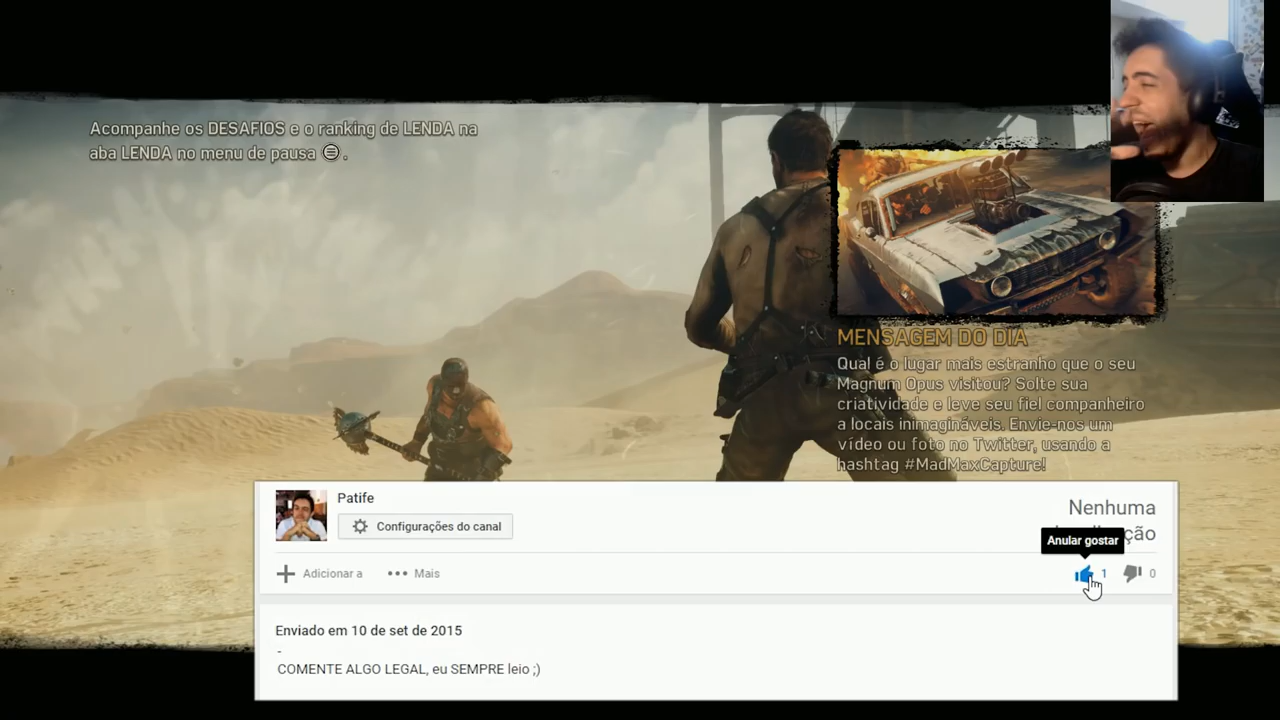 Acompanhe os DESAFIOS e o ranking de LENDA na
aba LENDA no menu de pausa .
MENSAGEM DO DIA
Qual é o lugar mais estranho que o seu
Magnum Opus visitou? Solte sua
criatividade e leve seu fiel companheiro
a locais inimagináveis. Envie-nos um
vídeo ou foto no Twitter, usando a
hashtag #MadMaxCapture!
Patife
Configurações do canal
Nenhuma
Anular gostar
Adicionar a
Mais
1
0
Enviado em 10 de set de 2015
-
COMENTE ALGO LEGAL, eu SEMPRE leio ;)